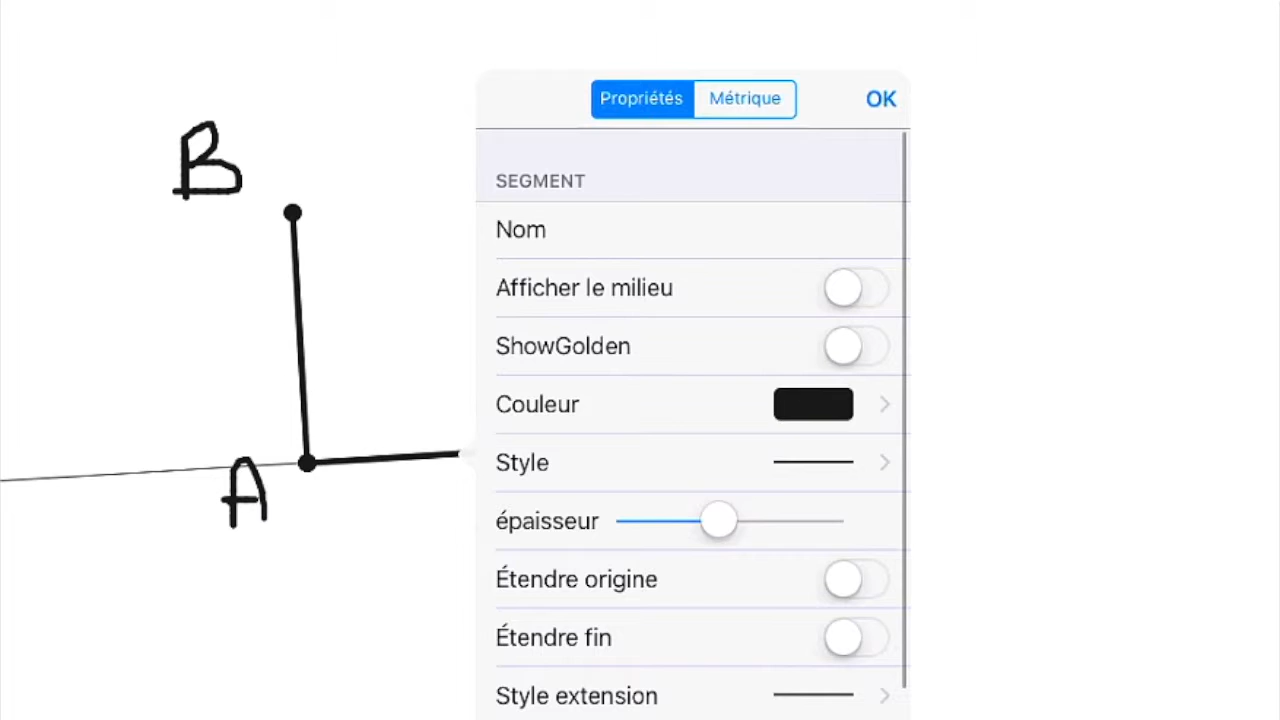 Propriétés Métrique OK
B
SEGMENT
Nom
Afficher le milieu
ShowGolden
Couleur
Style
A
épaisseur
Étendre origine
Étendre fin
Style extension